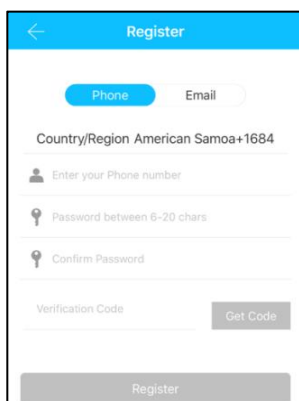 Register
Phone Email
Country/Region American Samoa+1684
Enter your Phone number
Password between 6-20 chars
Confirm Password
Verification Code Get Code
Register